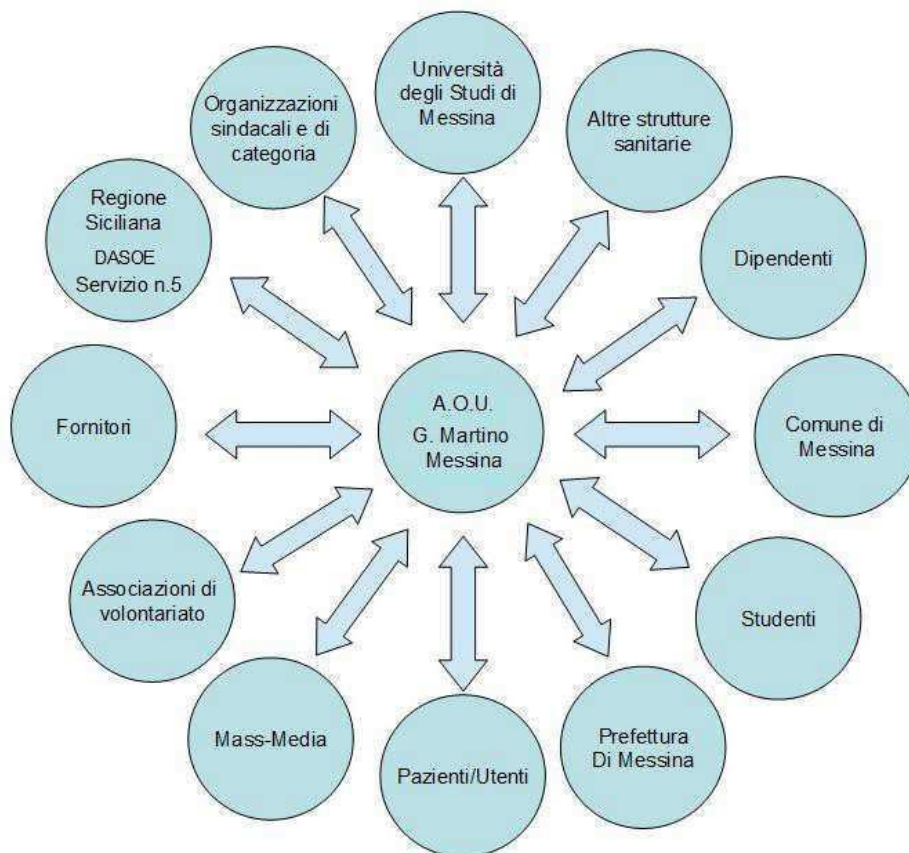 Università
degli Studi di
Messina
Organizzazioni
sindacali e di
categoria
Altre strutture
sanitarie
Regione
Siciliana
DASOE
Servizio n.5
Dipendenti
Fornitori
A.O.U.
G. Martino
Messina
Comune di
Messina
Associazioni di
volontariato
Studenti
Mass-Media
Pazienti/Utenti
Prefettura
Di Messina